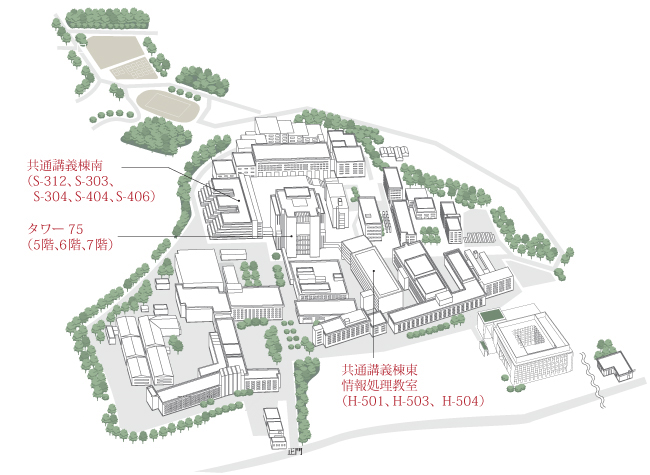 共通講義棟南
（S-312、S-303、
S-304、S-404、S-406）
タワー 75
（5階、6階、7階）
共通講義棟東
情報処理教室
（H-501、H-503、H-504）
正門